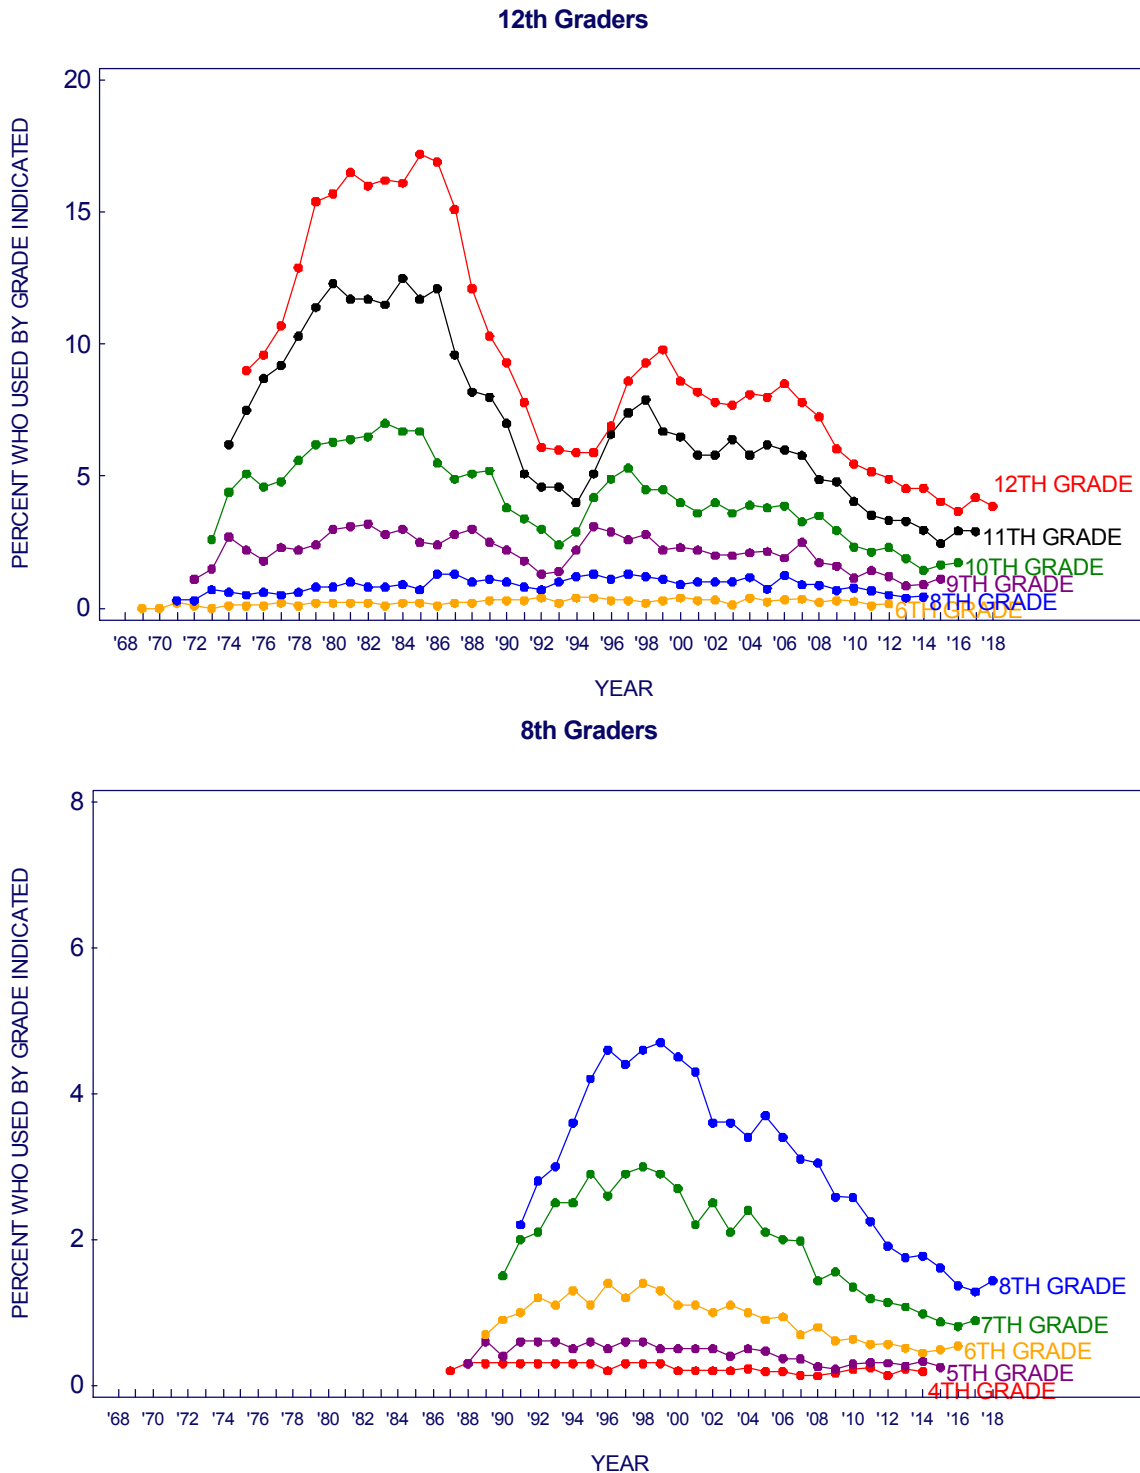 12th Graders
PERCENT WHO USED BY GRADE INDICATED
20
15
10
5
0
12TH GRADE
11TH GRADE
10TH GRADE
9TH GRADE
8TH GRADE
6TH GRADE
'68 '70 '72 '74 '76 '78 '80 '82 '84 '86 '88 '90 '92 '94 '96 '98 '00 '02 '04 '06 '08 '10 '12 '14 '16 '18
YEAR
8th Graders
PERCENT WHO USED BY GRADE INDICATED
8
6
4
2
0
8TH GRADE
7TH GRADE
6TH GRADE
5TH GRADE
4TH GRADE
'68 '70 '72 '74 '76 '78 '80 '82 '84 '86 '88 '90 '92 '94 '96 '98 '00 '02 '04 '06 '08 '10 '12 '14 '16 '18
YEAR